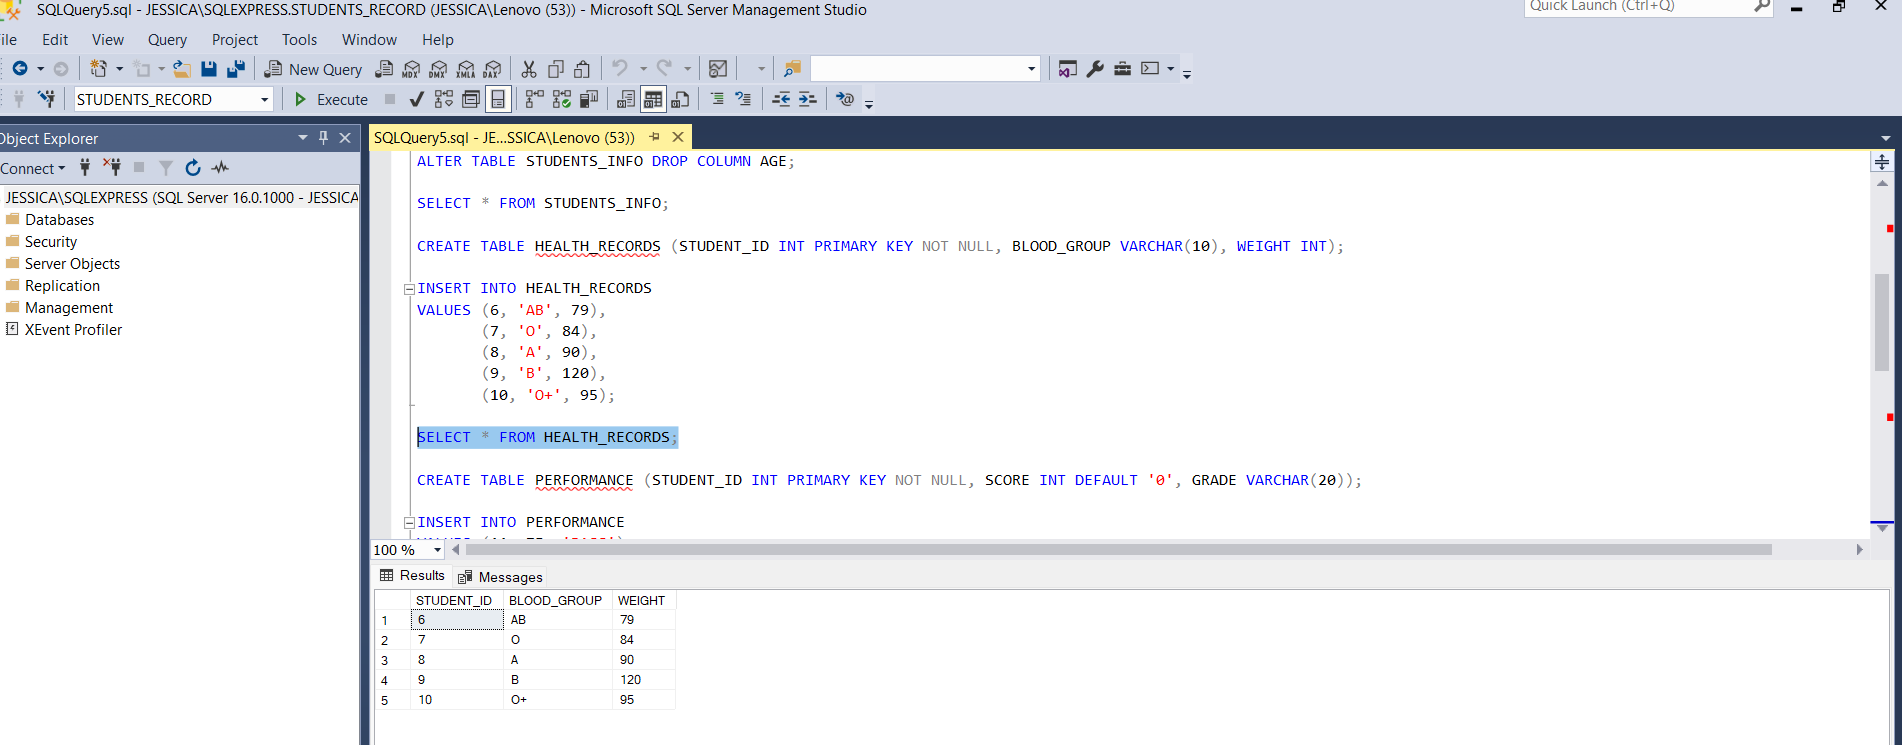 SQLQuery5.sql - JESSICA\SQLEXPRESS.STUDENTS_RECORD (JESSICA\Lenovo (53)) - Microsoft SQL Server Management Studio
Quick Launch (Ctrl+Q)
ile Edit View Query Project Tools Window Help
New Query MDX DMX XMLA DAX
STUDENTS_RECORD Execute
Object Explorer
Connect
JESSICA\SQLEXPRESS (SQL Server 16.0.1000 - JESSICA
Databases
Security
Server Objects
Replication
Management
XEvent Profiler
SQLQuery5.sql - JE...SSICA\Lenovo (53))
ALTER TABLE STUDENTS_INFO DROP COLUMN AGE;
SELECT * FROM STUDENTS_INFO;
CREATE TABLE HEALTH_RECORDS (STUDENT_ID INT PRIMARY KEY NOT NULL, BLOOD_GROUP VARCHAR(10), WEIGHT INT);
INSERT INTO HEALTH_RECORDS
VALUES (6, 'AB', 79),
(7, 'O', 84),
(8, 'A', 90),
(9, 'B', 120),
(10, 'O+', 95);
SELECT * FROM HEALTH_RECORDS;
CREATE TABLE PERFORMANCE (STUDENT_ID INT PRIMARY KEY NOT NULL, SCORE INT DEFAULT '0', GRADE VARCHAR(20));
INSERT INTO PERFORMANCE
100 %
Results Messages
STUDENT_ID BLOOD_GROUP WEIGHT
1 6 AB 79
2 7 O 84
3 8 A 90
4 9 B 120
5 10 O+ 95